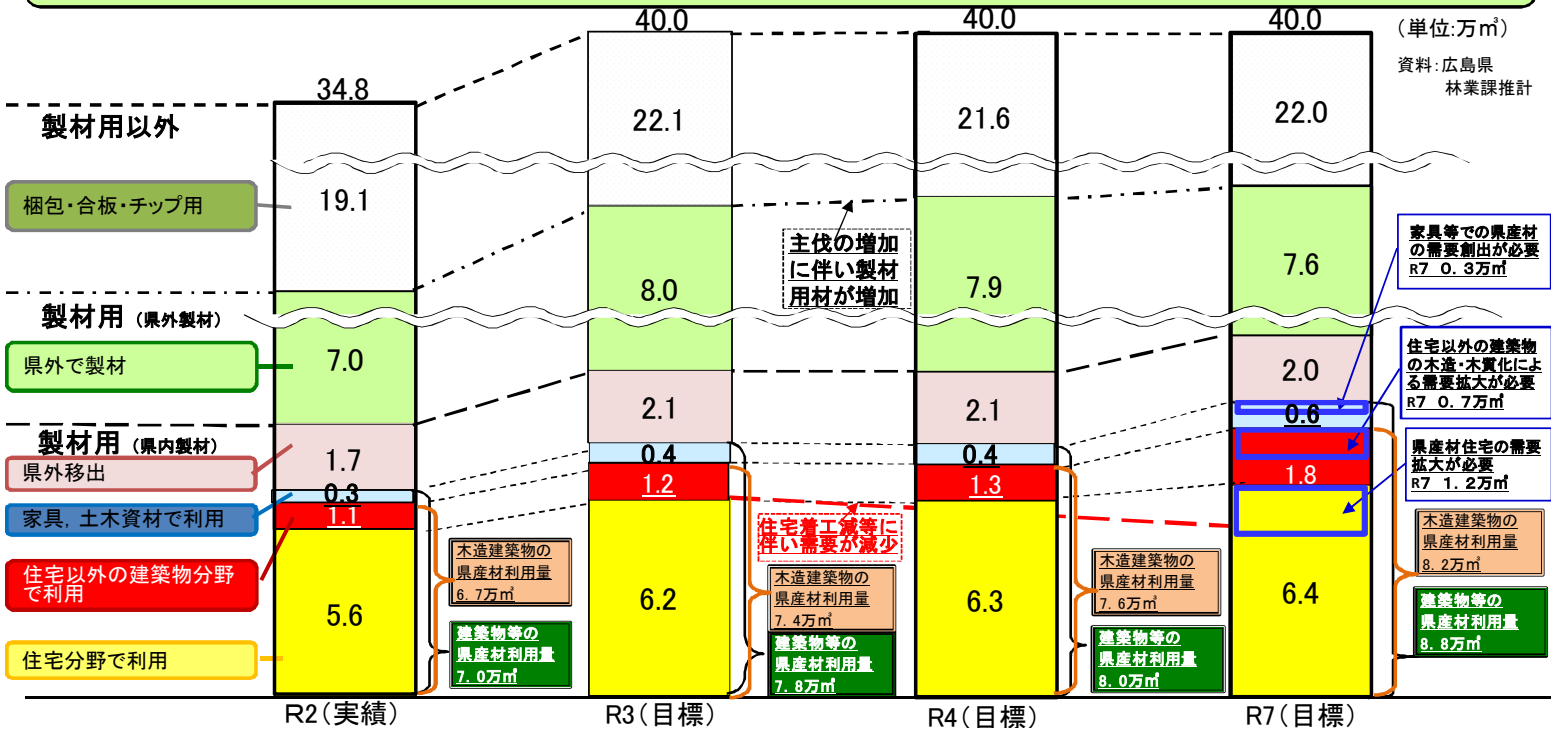 40.0
40.0
40.0
(単位:万㎥)
資料:広島県
林業課推計
34.8
製材用以外
22.1
21.6
22.0
梱包・合板・チップ用
19.1
主伐の増加
に伴い製材
用材が増加
家具等での県産材
の需要創出が必要
R7 0.3万㎥
製材用(県外製材)
8.0
7.9
7.6
県外で製材
7.0
住宅以外の建築物
の木造・木質化によ
る需要拡大が必要
R7 0.7万㎥
製材用(県内製材)
2.1
2.1
2.0
県外移出
1.7
0.4
0.4
0.6
県産材住宅の需要
拡大が必要
R7 1.2万㎥
家具,土木資材で利用
0.3
1.1
1.2
1.3
1.8
住宅着工減等に
伴い需要が減少
住宅以外の建築物分野
で利用
木造建築物の
県産材利用量
6.7万㎥
木造建築物の
県産材利用量
7.4万㎥
木造建築物の
県産材利用量
7.6万㎥
木造建築物の
県産材利用量
8.2万㎥
5.6
6.2
6.3
6.4
住宅分野で利用
建築物等の
県産材利用量
7.0万㎥
建築物等の
県産材利用量
7.8万㎥
建築物等の
県産材利用量
8.0万㎥
建築物等の
県産材利用量
8.8万㎥
R2(実績)
R3(目標)
R4(目標)
R7(目標)